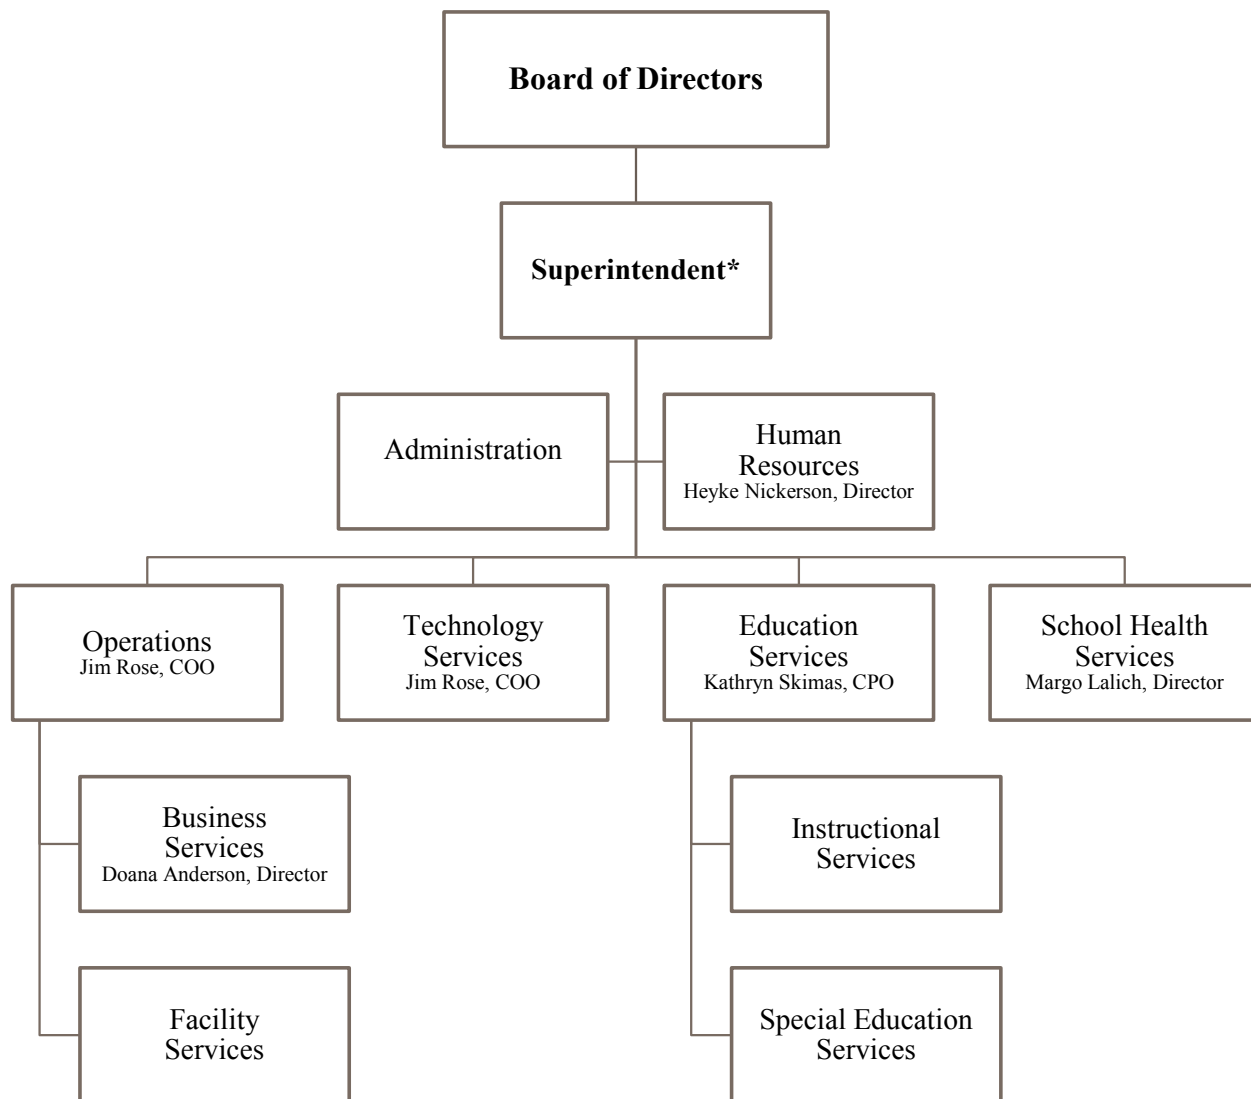 Board of Directors
Superintendent*
Administration
Human
Resources
Heyke Nickerson, Director
Operations
Jim Rose, COO
Technology
Services
Jim Rose, COO
Education
Services
Kathryn Skimas, CPO
School Health
Services
Margo Lalich, Director
Business
Services
Doana Anderson, Director
Instructional
Services
Facility
Services
Special Education
Services